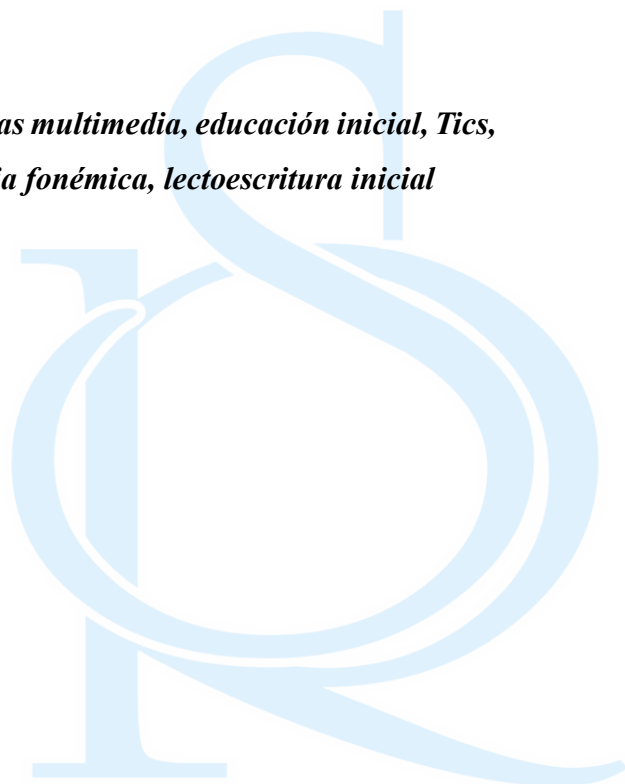 as multimedia, educación inicial, Tics,
ia fonémica, lectoescritura inicial